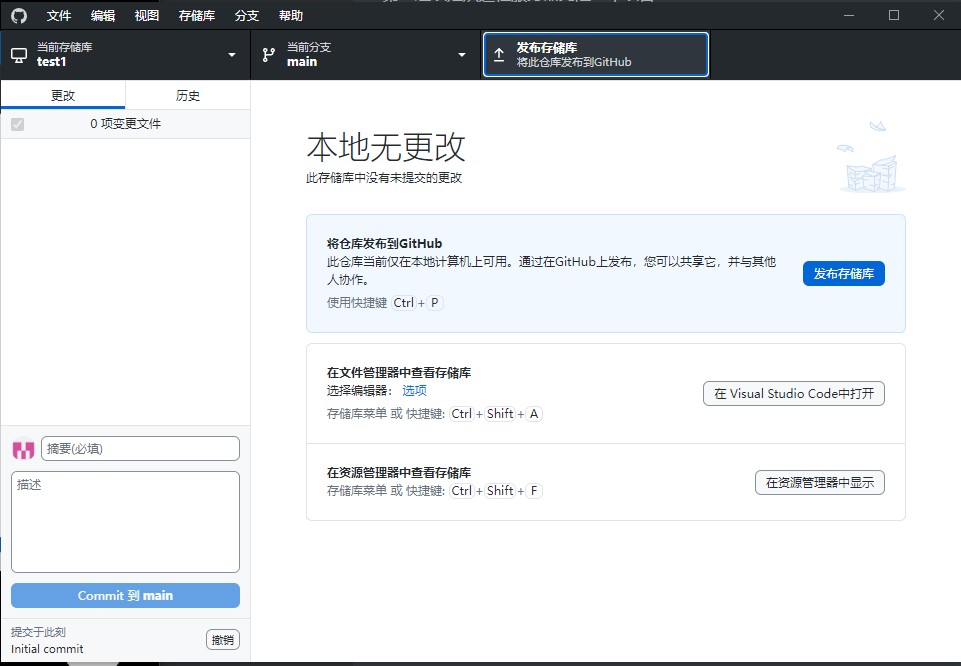 文件 编辑 视图 存储库 分支 帮助
当前存储库
test1
当前分支
main
发布存储库
将此仓库发布到GitHub
更改 历史
0 项变更文件
本地无更改
此存储库中没有未提交的更改
将仓库发布到GitHub
此仓库当前仅在本地计算机上可用。通过在GitHub上发布，您可以共享它，并与其他
人协作。
使用快捷键 Ctrl + P
发布存储库
在文件管理器中查看存储库
选择编辑器： 选项
存储库菜单 或 快捷键: Ctrl + Shift + A
在 Visual Studio Code中打开
在资源管理器中查看存储库
存储库菜单 或 快捷键: Ctrl + Shift + F
在资源管理器中显示
摘要(必填)
描述
Commit 到 main
提交于此刻
Initial commit
撤销